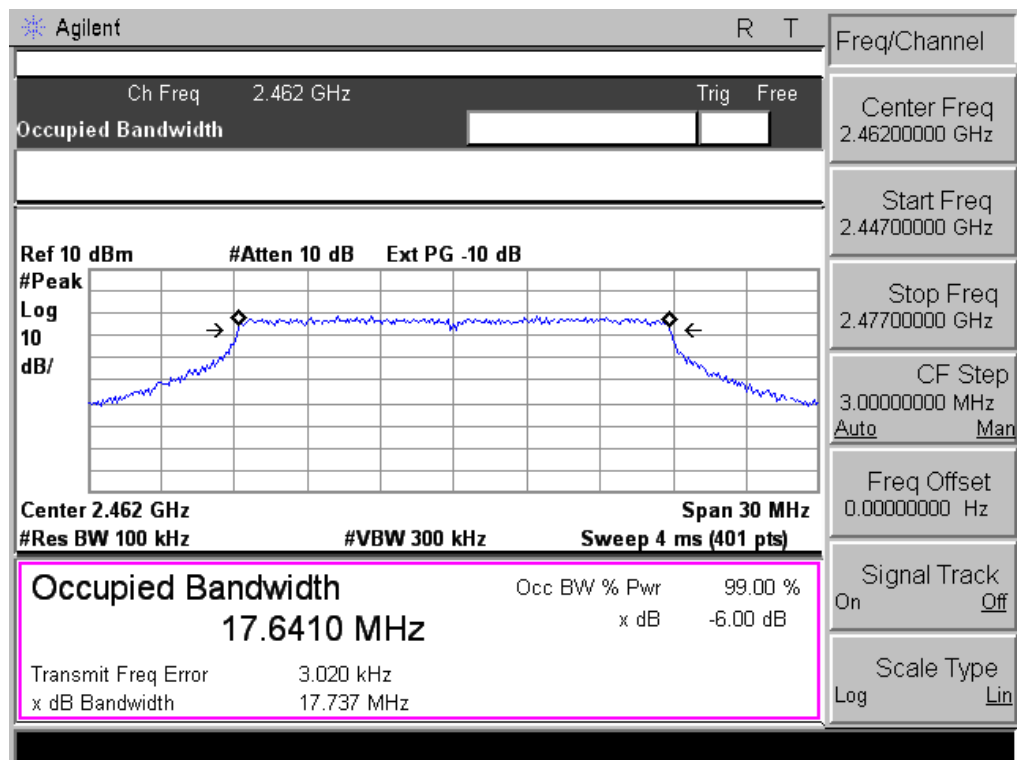 Agilent
R T
Ch Freq 2.462 GHz Trig Free
Occupied Bandwidth
Ref 10 dBm #Atten 10 dB Ext PG -10 dB
#Peak
Log
10
dB/
Center 2.462 GHz Span 30 MHz
#Res BW 100 kHz #VBW 300 kHz Sweep 4 ms (401 pts)
Occupied Bandwidth
17.6410 MHz
Occ BW % Pwr 99.00 %
x dB -6.00 dB
Transmit Freq Error 3.020 kHz
x dB Bandwidth 17.737 MHz
Freq/Channel
Center Freq
2.46200000 GHz
Start Freq
2.44700000 GHz
Stop Freq
2.47700000 GHz
CF Step
3.00000000 MHz
Auto Man
Freq Offset
0.00000000 Hz
Signal Track
On Off
Scale Type
Log Lin